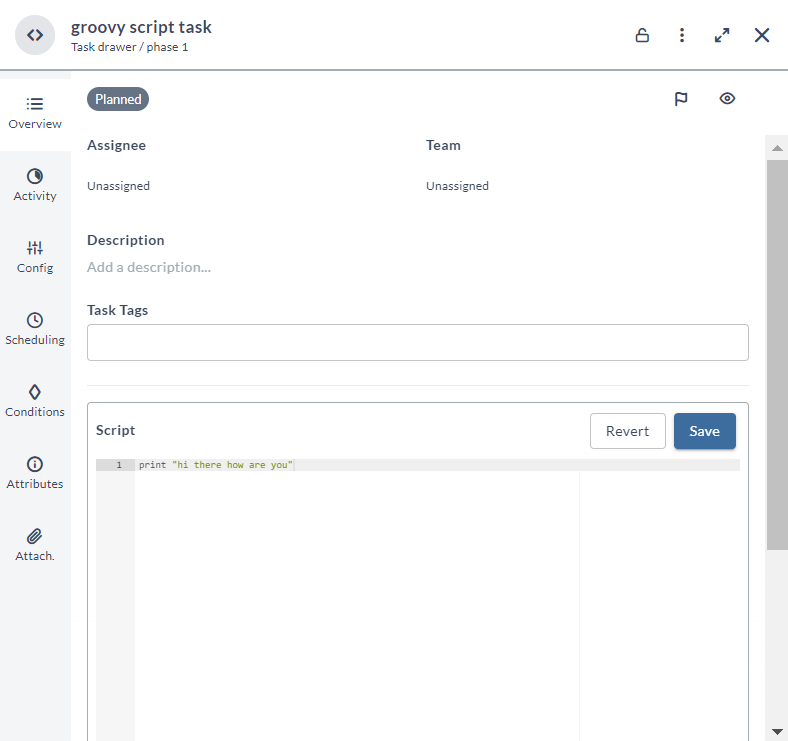 groovy script task
Task drawer / phase 1
Overview
Activity
Config
Scheduling
Conditions
Attributes
Attach.
Planned
Assignee
Team
Unassigned
Unassigned
Description
Add a description...
Task Tags
Script
Revert
Save
1 print "hi there how are you"